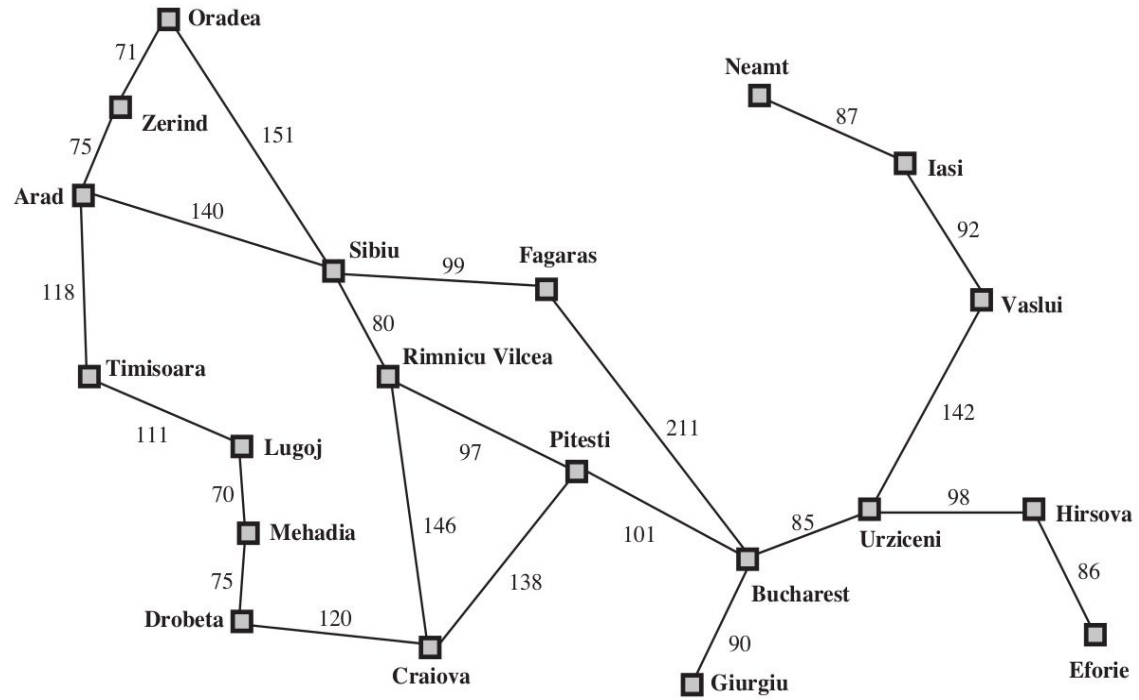 Oradea
71
Neamt
87
Zerind
151
75
Iasi
Arad
140
92
Sibiu
Fagaras
99
118
Vaslui
80
Rimnicu Vilcea
Timisoara
142
111
211
Pitesti
Lugoj
97
70
98
Hirsova
85
146
101
Urziceni
Mehadia
86
138
75
Bucharest
120
Drobeta
90
Eforie
Craiova
Giurgiu